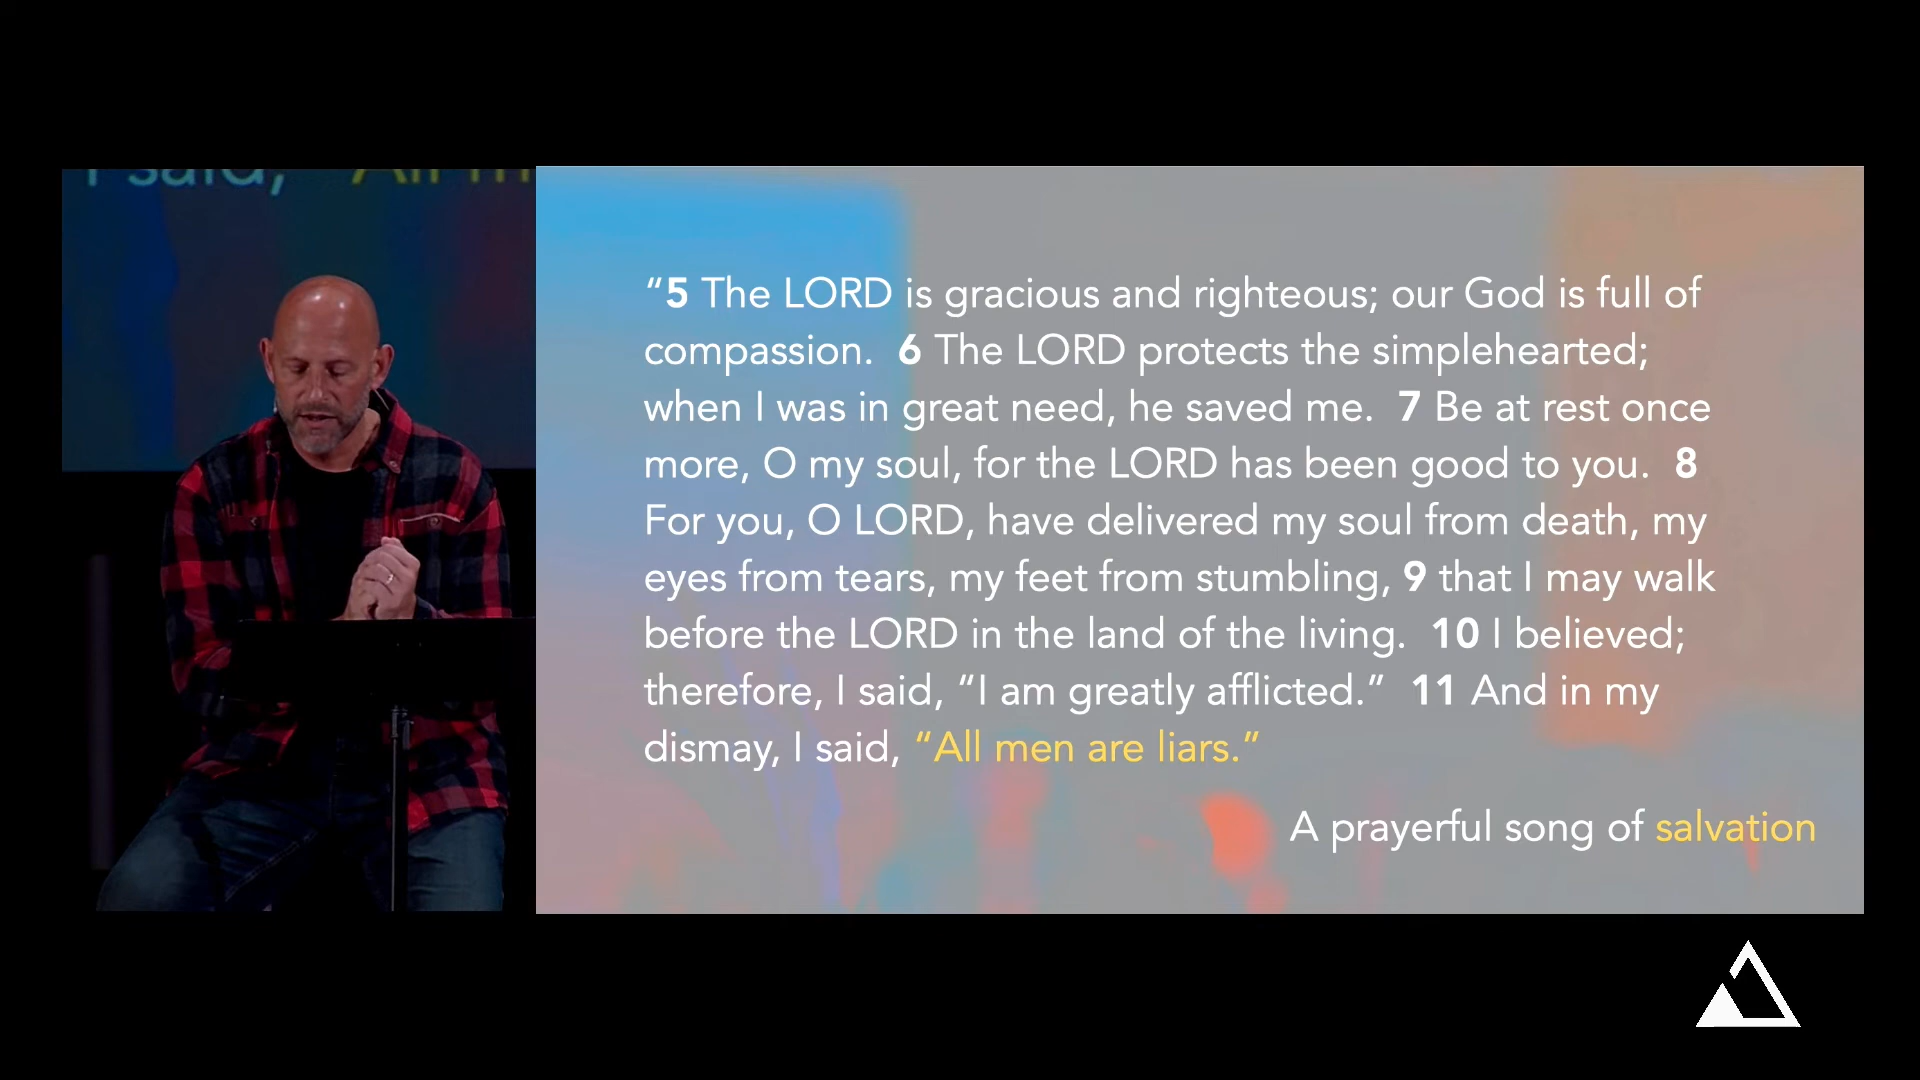 I said, "All m
“5 The LORD is gracious and righteous; our God is full of
compassion.  6 The LORD protects the simplehearted;
when I was in great need, he saved me.  7 Be at rest once
more, O my soul, for the LORD has been good to you.  8
For you, O LORD, have delivered my soul from death, my
eyes from tears, my feet from stumbling, 9 that I may walk
before the LORD in the land of the living.  10 I believed;
therefore, I said, “I am greatly afflicted.”  11 And in my
dismay, I said, “All men are liars.”
A prayerful song of salvation